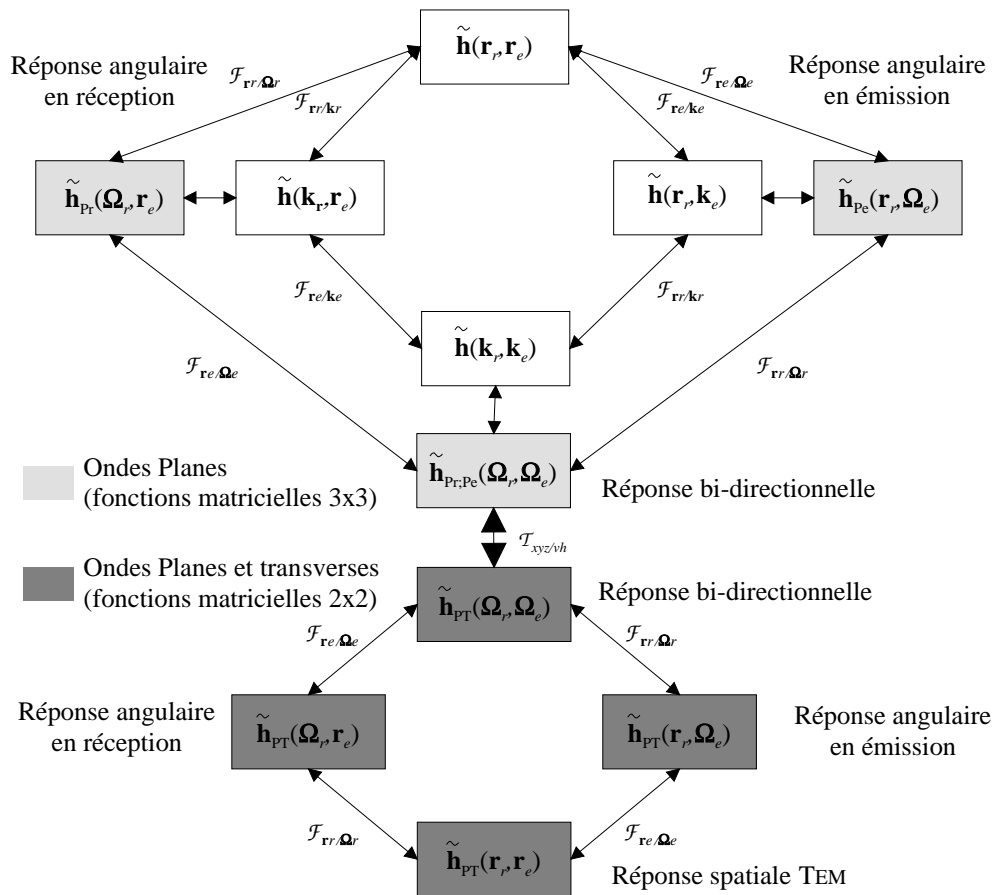 h̃(r_r,r_e)
Réponse angulaire
en réception
ℱ_rr/Ωr
ℱ_rr/kr
ℱ_re/Ωe
ℱ_re/ke
Réponse angulaire
en émission
h̃_Pr(Ω_r,r_e)
h̃(k_r,r_e)
h̃(r_r,k_e)
h̃_Pe(r_r,Ω_e)
ℱ_re/ke
ℱ_rr/kr
h̃(k_r,k_e)
ℱ_re/Ωe
ℱ_rr/Ωr
Ondes Planes
(fonctions matricielles 3x3)
h̃_Pr;Pe(Ω_r,Ω_e)
Réponse bi-directionnelle
𝒯_xyz/vh
Ondes Planes et transverses
(fonctions matricielles 2x2)
h̃_PT(Ω_r,Ω_e)
Réponse bi-directionnelle
ℱ_re/Ωe
ℱ_rr/Ωr
Réponse angulaire
en réception
h̃_PT(Ω_r,r_e)
h̃_PT(r_r,Ω_e)
Réponse angulaire
en émission
ℱ_rr/Ωr
ℱ_re/Ωe
h̃_PT(r_r,r_e)
Réponse spatiale TEM